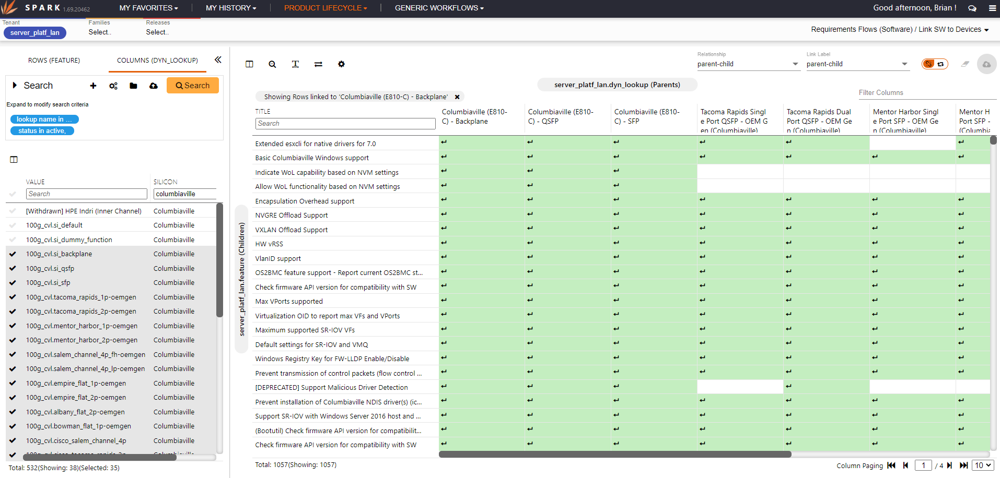 SPARK 1.69.20462
MY FAVORITES
MY HISTORY
PRODUCT LIFECYCLE
GENERIC WORKFLOWS
Good afternoon, Brian !
Tenant
server_platf_lan
Families
Select..
Releases
Select..
Requirements Flows (Software) / Link SW to Devices
ROWS (FEATURE)
COLUMNS (DYN_LOOKUP)
Search
Search
Expand to modify search criteria
lookup name in ...
status in active,
VALUE
SILICON
Search
columbiaville
[Withdrawn] HPE Indri (Inner Channel) Columbiaville
100g_cvl.si_default Columbiaville
100g_cvl.si_dummy_function Columbiaville
100g_cvl.si_backplane Columbiaville
100g_cvl.si_qsfp Columbiaville
100g_cvl.si_sfp Columbiaville
100g_cvl.tacoma_rapids_1p-oemgen Columbiaville
100g_cvl.tacoma_rapids_2p-oemgen Columbiaville
100g_cvl.mentor_harbor_1p-oemgen Columbiaville
100g_cvl.mentor_harbor_2p-oemgen Columbiaville
100g_cvl.salem_channel_4p_fh-oemgen Columbiaville
100g_cvl.salem_channel_4p_lp-oemgen Columbiaville
100g_cvl.empire_flat_1p-oemgen Columbiaville
100g_cvl.empire_flat_2p-oemgen Columbiaville
100g_cvl.albany_flat_2p-oemgen Columbiaville
100g_cvl.bowman_flat_1p-oemgen Columbiaville
100g_cvl.cisco_salem_channel_4p Columbiaville
Total: 532(Showing: 38)(Selected: 35)
Relationship
parent-child
Link Label
parent-child
server_platf_lan.dyn_lookup (Parents)
Showing Rows linked to 'Columbiaville (E810-C) - Backplane'
Filter Columns
TITLE
Search
Columbiaville (E810-
C) - Backplane
Columbiaville (E810-
C) - QSFP
Columbiaville (E810-
C) - SFP
Tacoma Rapids Singl
e Port QSFP - OEM G
en (Columbiaville)
Tacoma Rapids Dual
Port QSFP - OEM Ge
n (Columbiaville)
Mentor Harbor Singl
e Port SFP - OEM Ge
n (Columbiaville)
Mentor H
Port SFP -
(Columbia
server_platf_lan.feature (Children)
Extended esxcli for native drivers for 7.0
Basic Columbiaville Windows support
Indicate WoL capability based on NVM settings
Allow WoL functionality based on NVM settings
Encapsulation Overhead support
NVGRE Offload Support
VXLAN Offload Support
HW vRSS
VlanID support
OS2BMC feature support - Report current OS2BMC st...
Check firmware API version for compatibility with SW
Max VPorts supported
Virtualization OID to report max VFs and VPorts
Maximum supported SR-IOV VFs
Default settings for SR-IOV and VMQ
Windows Registry Key for FW-LLDP Enable/Disable
Prevent transmission of control packets (flow control ...
[DEPRECATED] Support Malicious Driver Detection
Prevent installation of Columbiaville NDIS driver(s) (ic...
Support SR-IOV with Windows Server 2016 host and ...
(Bootutil) Check firmware API version for compatibilit...
Check firmware API version for compatibility with SW
Total: 1057(Showing: 1057)
Column Paging 1 / 4 10